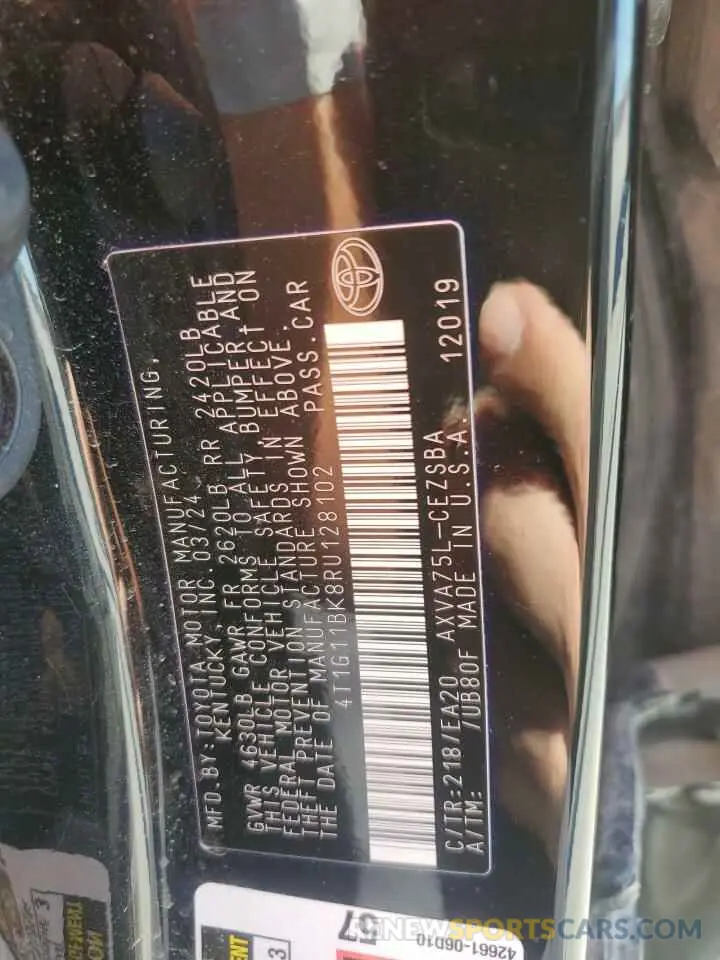 MFD. BY: TOYOTA MOTOR MANUFACTURING,
KENTUCKY, INC. 03/24
GVWR 4630LB GAWR FR 2620LB RR 2420LB
THIS VEHICLE CONFORMS TO ALL APPLICABLE
FEDERAL MOTOR VEHICLE SAFETY, BUMPER, AND
THEFT PREVENTION STANDARDS IN EFFECT ON
THE DATE OF MANUFACTURE SHOWN ABOVE.
4T1G11BK8RU128102 PASS. CAR
C/TR:218/EA20 AXVA75L-CEZSBA 12019
A/TM: /UB80F MADE IN U.S.A.
42661-06D10
RENEWSPORTSCARS.COM